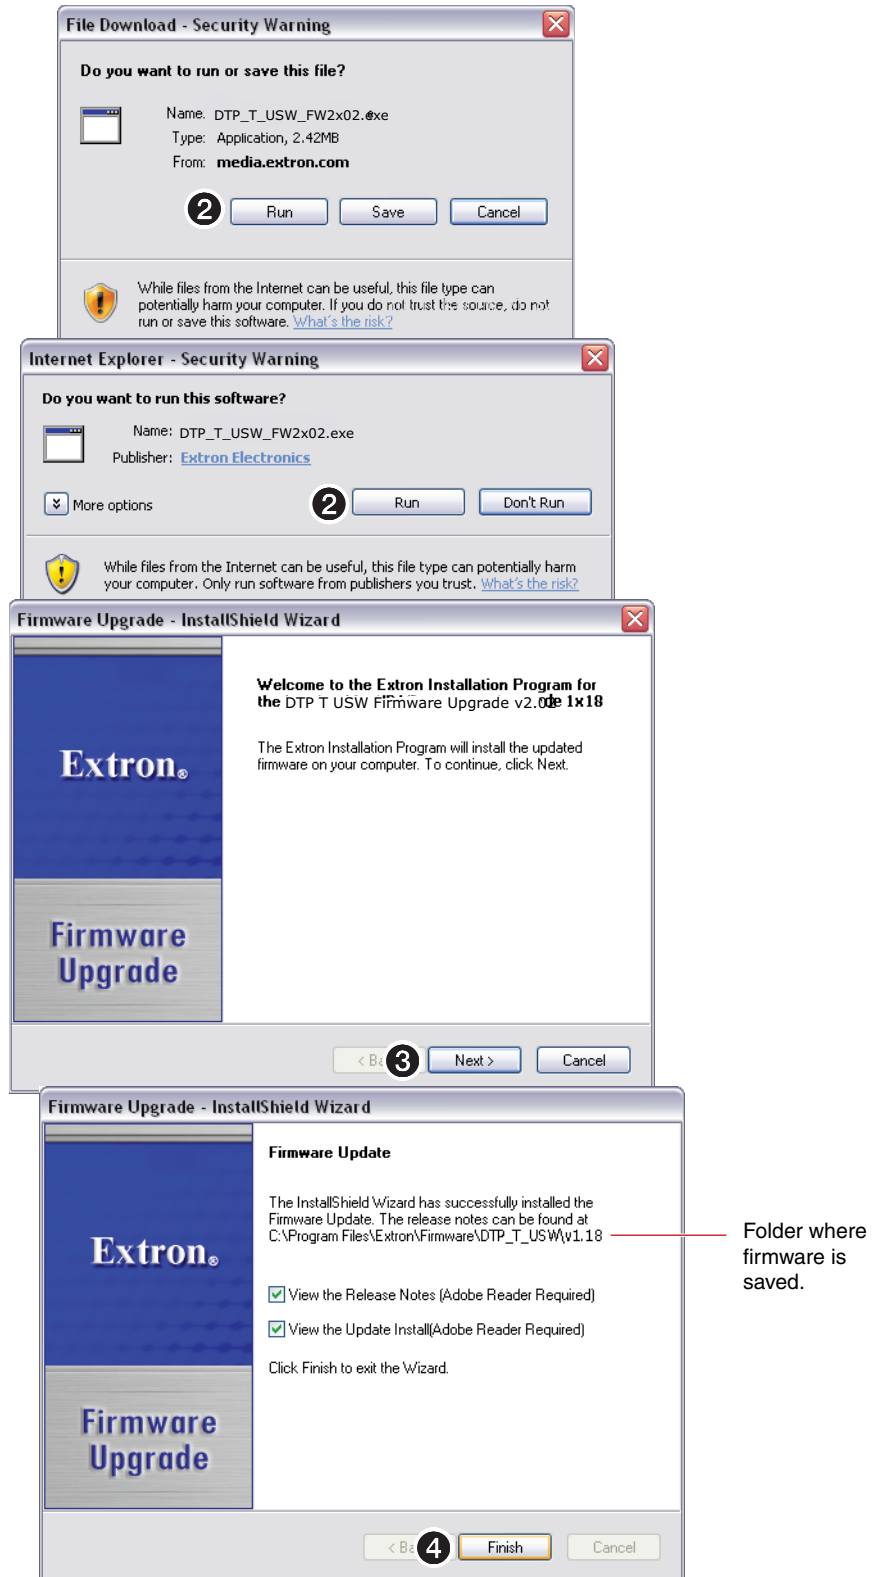 File Download - Security Warning
Do you want to run or save this file?
Name. DTP_T_USW_FW2x02.exe
Type: Application, 2.42MB
From: media.extron.com
2 Run Save Cancel
While files from the Internet can be useful, this file type can
potentially harm your computer. If you do not trust the source, do not
run or save this software. What's the risk?
Internet Explorer - Security Warning
Do you want to run this software?
Name: DTP_T_USW_FW2x02.exe
Publisher: Extron Electronics
More options 2 Run Don't Run
While files from the Internet can be useful, this file type can potentially harm
your computer. Only run software from publishers you trust. What's the risk?
Firmware Upgrade - InstallShield Wizard
Welcome to the Extron Installation Program for
the DTP T USW Firmware Upgrade v2.02 de 1x18
The Extron Installation Program will install the updated
firmware on your computer. To continue, click Next.
Extron®
Firmware
Upgrade
< Ba 3 Next > Cancel
Firmware Upgrade - InstallShield Wizard
Firmware Update
The InstallShield Wizard has successfully installed the
Firmware Update. The release notes can be found at
C:\Program Files\Extron\Firmware\DTP_T_USW\v1.18
Folder where
firmware is
saved.
Extron®
View the Release Notes (Adobe Reader Required)
View the Update Install(Adobe Reader Required)
Click Finish to exit the Wizard.
Firmware
Upgrade
< Ba 4 Finish Cancel